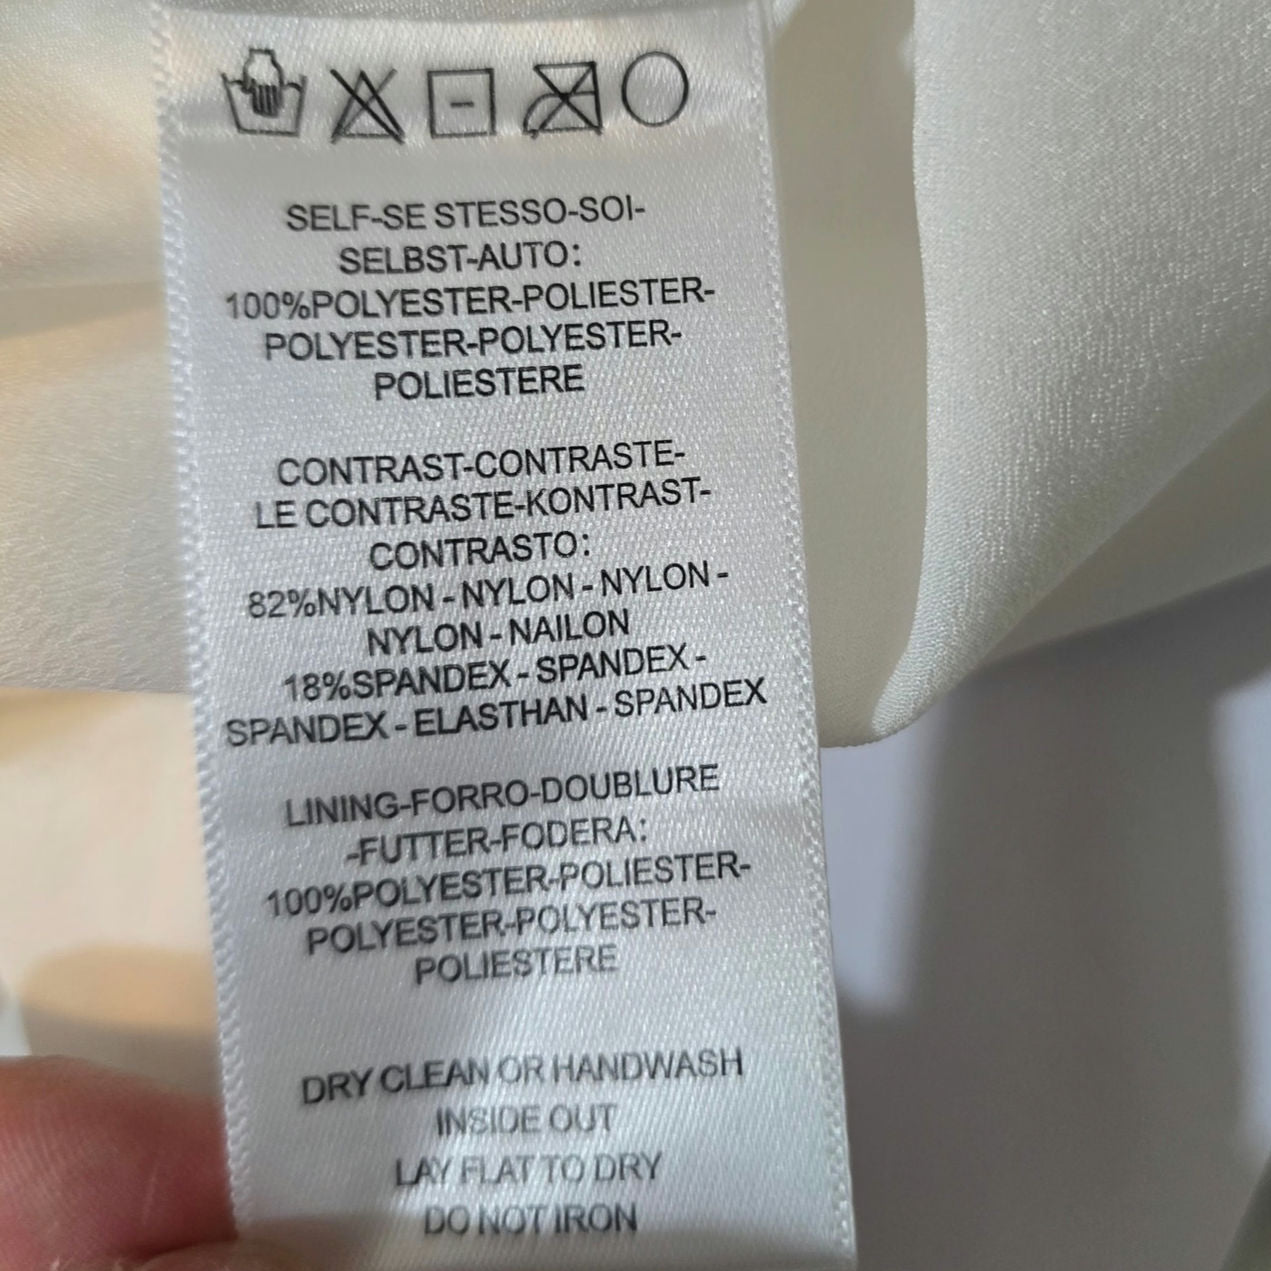 SELF-SE STESSO-SOI-
SELBST-AUTO:
100%POLYESTER-POLIESTER-
POLYESTER-POLYESTER-
POLIESTERE
CONTRAST-CONTRASTE-
LE CONTRASTE-KONTRAST-
CONTRASTO:
82%NYLON - NYLON - NYLON -
NYLON - NAILON
18%SPANDEX - SPANDEX -
SPANDEX - ELASTHAN - SPANDEX
LINING-FORRO-DOUBLURE
-FUTTER-FODERA:
100%POLYESTER-POLIESTER-
POLYESTER-POLYESTER-
POLIESTERE
DRY CLEAN OR HANDWASH
INSIDE OUT
LAY FLAT TO DRY
DO NOT IRON